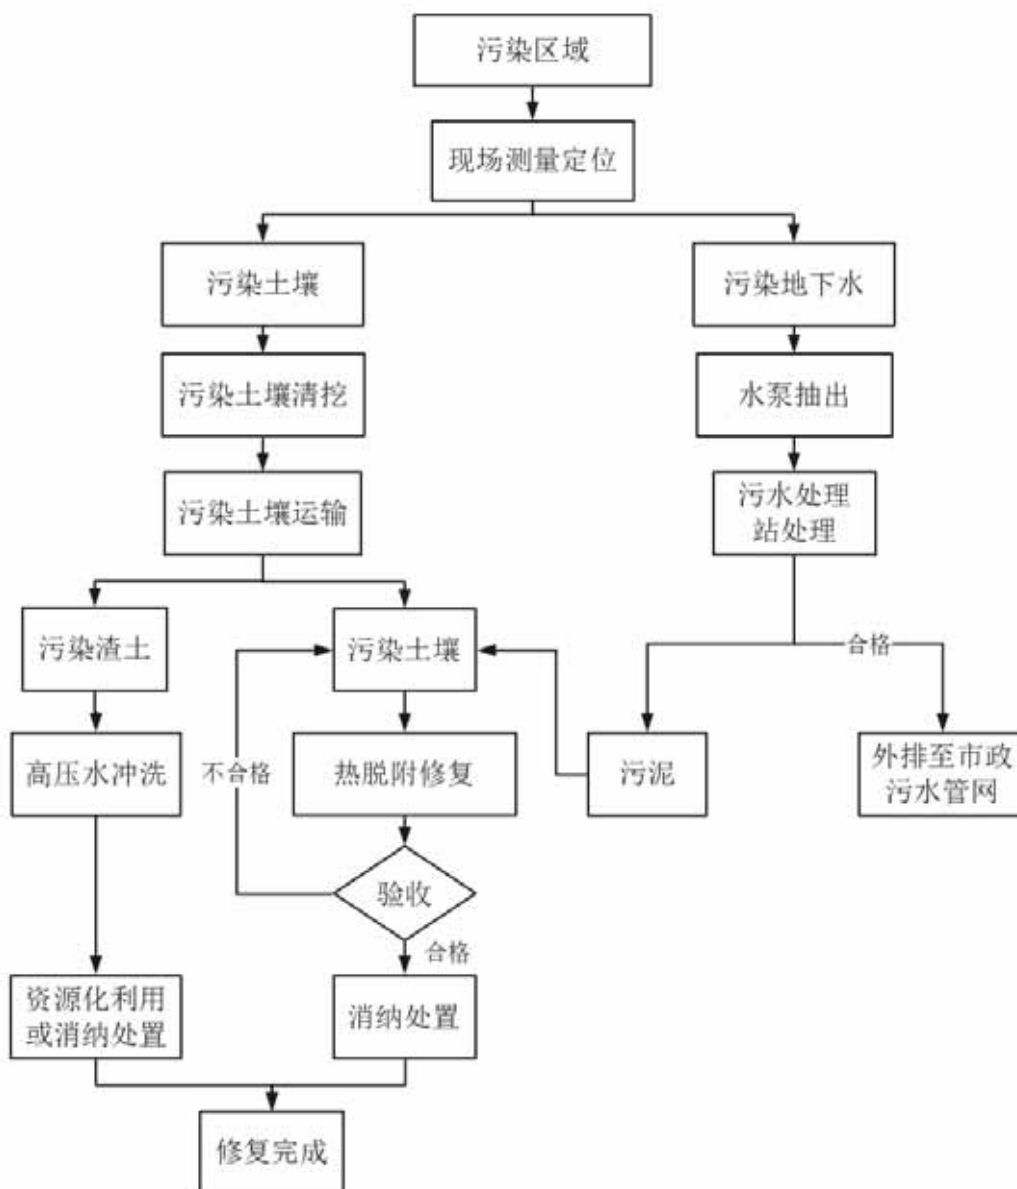 污染区域
现场测量定位
污染土壤
污染地下水
污染土壤清挖
水泵抽出
污染土壤运输
污水处理
站处理
污染渣土
污染土壤
合格
高压水冲洗
不合格
热脱附修复
污泥
外排至市政
污水管网
验收
合格
资源化利用
或消纳处置
消纳处置
修复完成